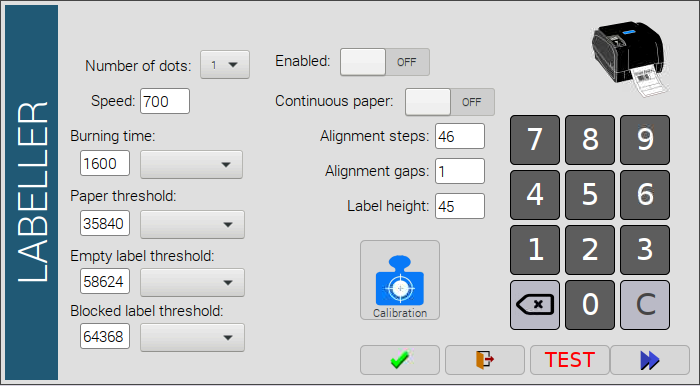 LABELLER
Number of dots: 1
Enabled: OFF
Speed: 700
Continuous paper: OFF
Burning time:
1600
Alignment steps: 46
Alignment gaps: 1
Paper threshold:
35840
Label height: 45
Empty label threshold:
58624
Blocked label threshold:
64368
Calibration
7 8 9
4 5 6
1 2 3
0 C
TEST